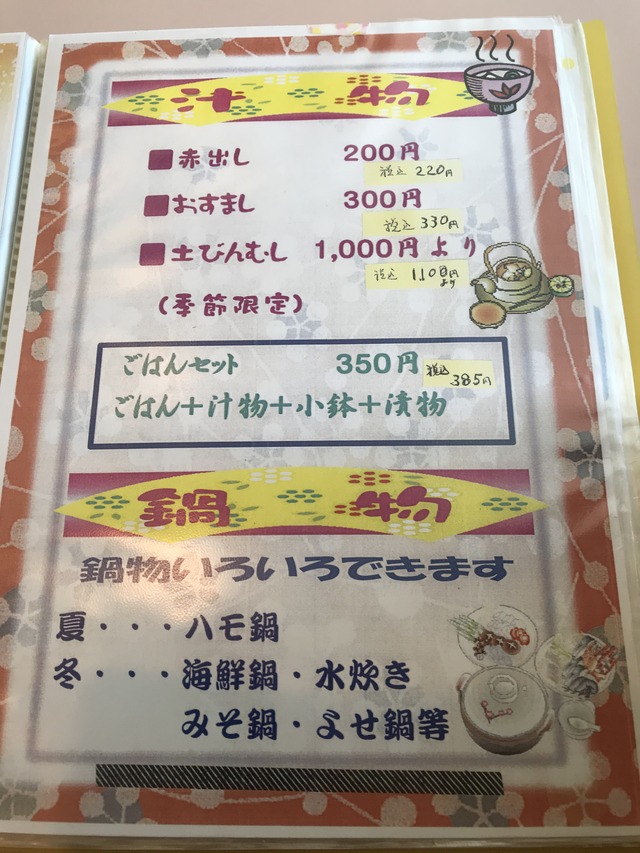 汁物
■赤出し 200円
税込 220円
■おすまし 300円
税込 330円
■土びんむし 1,000円より
税込 1,100円より
(季節限定)
ごはんセット 350円 税込 385円
ごはん+汁物+小鉢+漬物
鍋物
鍋物いろいろできます
夏・・・ハモ鍋
冬・・・海鮮鍋・水炊き
みそ鍋・よせ鍋等